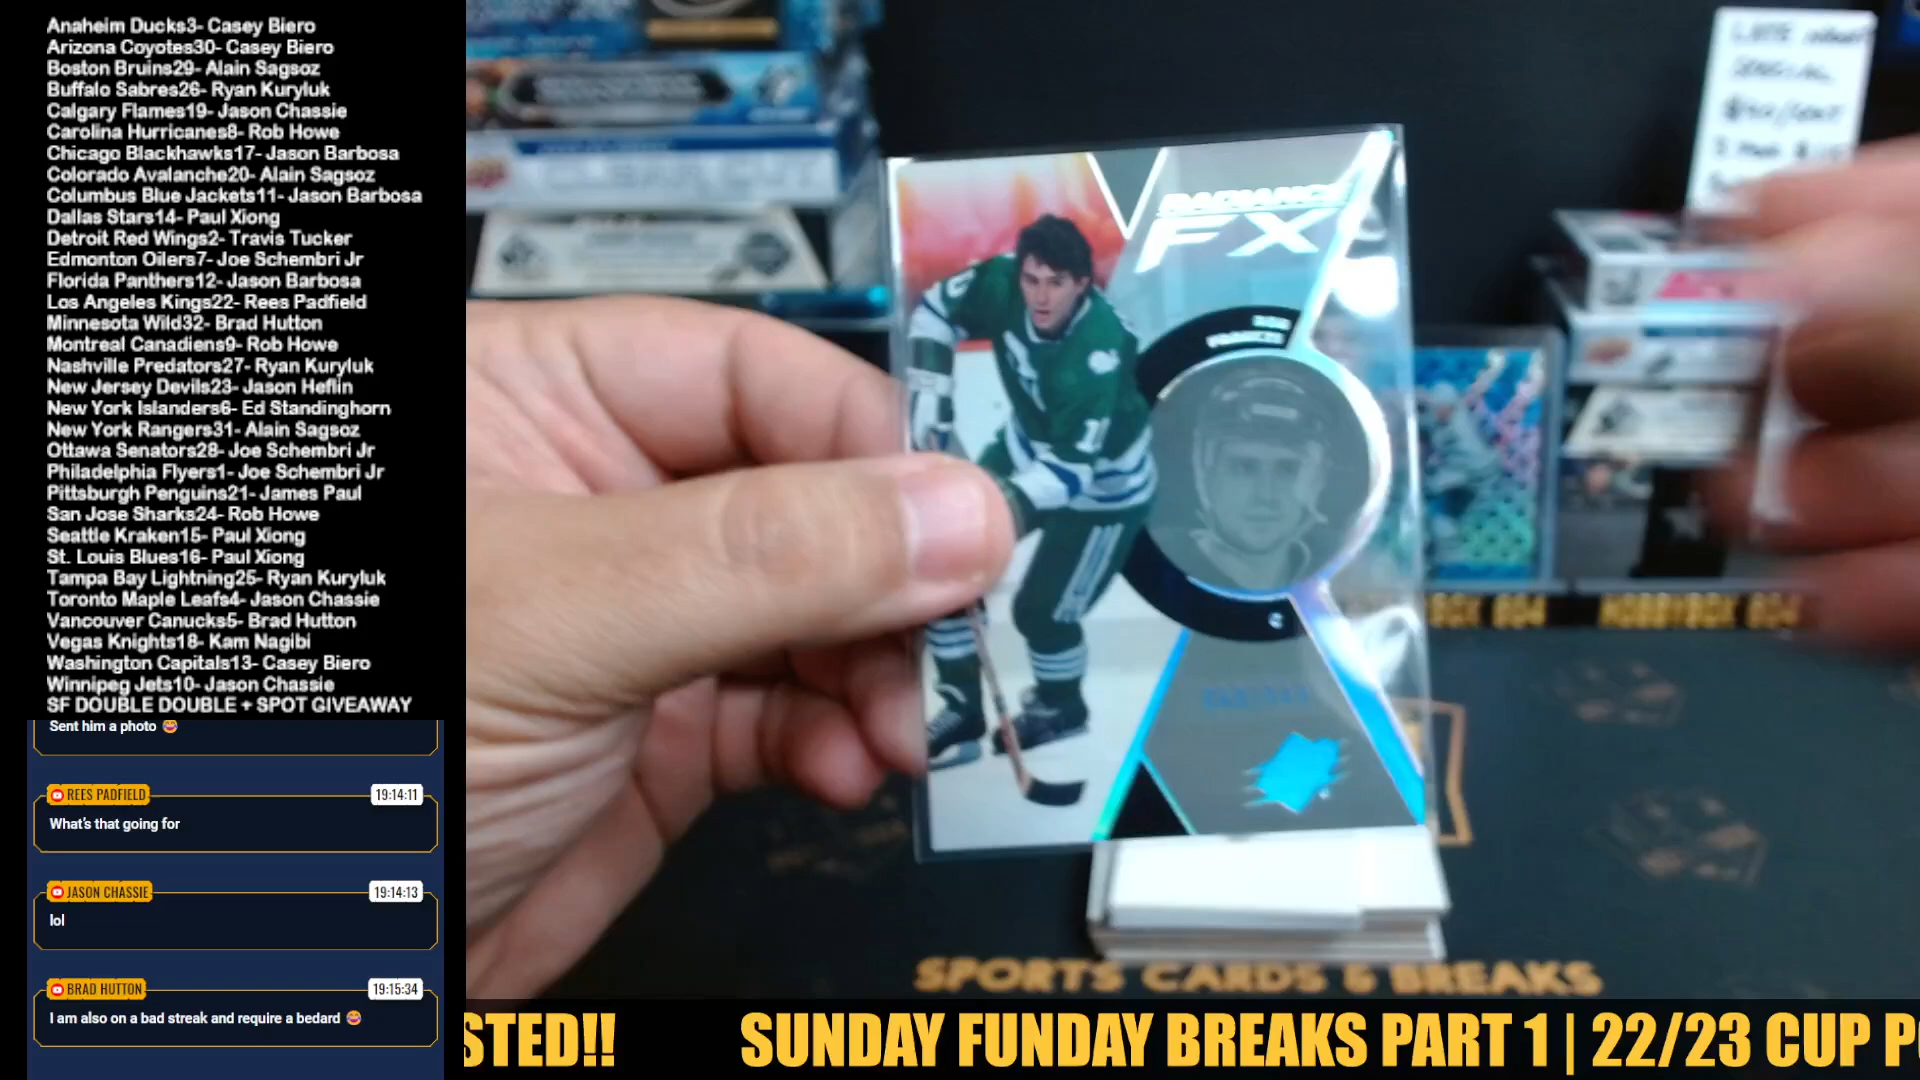 Anaheim Ducks3- Casey Biero
Arizona Coyotes30- Casey Biero
Boston Bruins29- Alain Sagsoz
Buffalo Sabres26- Ryan Kuryluk
Calgary Flames19- Jason Chassie
Carolina Hurricanes8- Rob Howe
Chicago Blackhawks17- Jason Barbosa
Colorado Avalanche20- Alain Sagsoz
Columbus Blue Jackets11- Jason Barbosa
Dallas Stars14- Paul Xiong
Detroit Red Wings2- Travis Tucker
Edmonton Oilers7- Joe Schembri Jr
Florida Panthers12- Jason Barbosa
Los Angeles Kings22- Rees Padfield
Minnesota Wild32- Brad Hutton
Montreal Canadiens9- Rob Howe
Nashville Predators27- Ryan Kuryluk
New Jersey Devils23- Jason Heflin
New York Islanders6- Ed Standinghorn
New York Rangers31- Alain Sagsoz
Ottawa Senators28- Joe Schembri Jr
Philadelphia Flyers1- Joe Schembri Jr
Pittsburgh Penguins21- James Paul
San Jose Sharks24- Rob Howe
Seattle Kraken15- Paul Xiong
St. Louis Blues16- Paul Xiong
Tampa Bay Lightning25- Ryan Kuryluk
Toronto Maple Leafs4- Jason Chassie
Vancouver Canucks5- Brad Hutton
Vegas Knights18- Kam Nagibi
Washington Capitals13- Casey Biero
Winnipeg Jets10- Jason Chassie
SF DOUBLE DOUBLE + SPOT GIVEAWAY
Sent him a photo 😂
REES PADFIELD 19:14:11
What's that going for
JASON CHASSIE 19:14:13
lol
BRAD HUTTON 19:15:34
I am also on a bad streak and require a bedard 😂
RADIANCE
FX
RON
FRANCIS
C
11
BOX 604
HOBBYBOX 604
SPORTS CARDS & BREAKS
STED!! SUNDAY FUNDAY BREAKS PART 1 | 22/23 CUP P